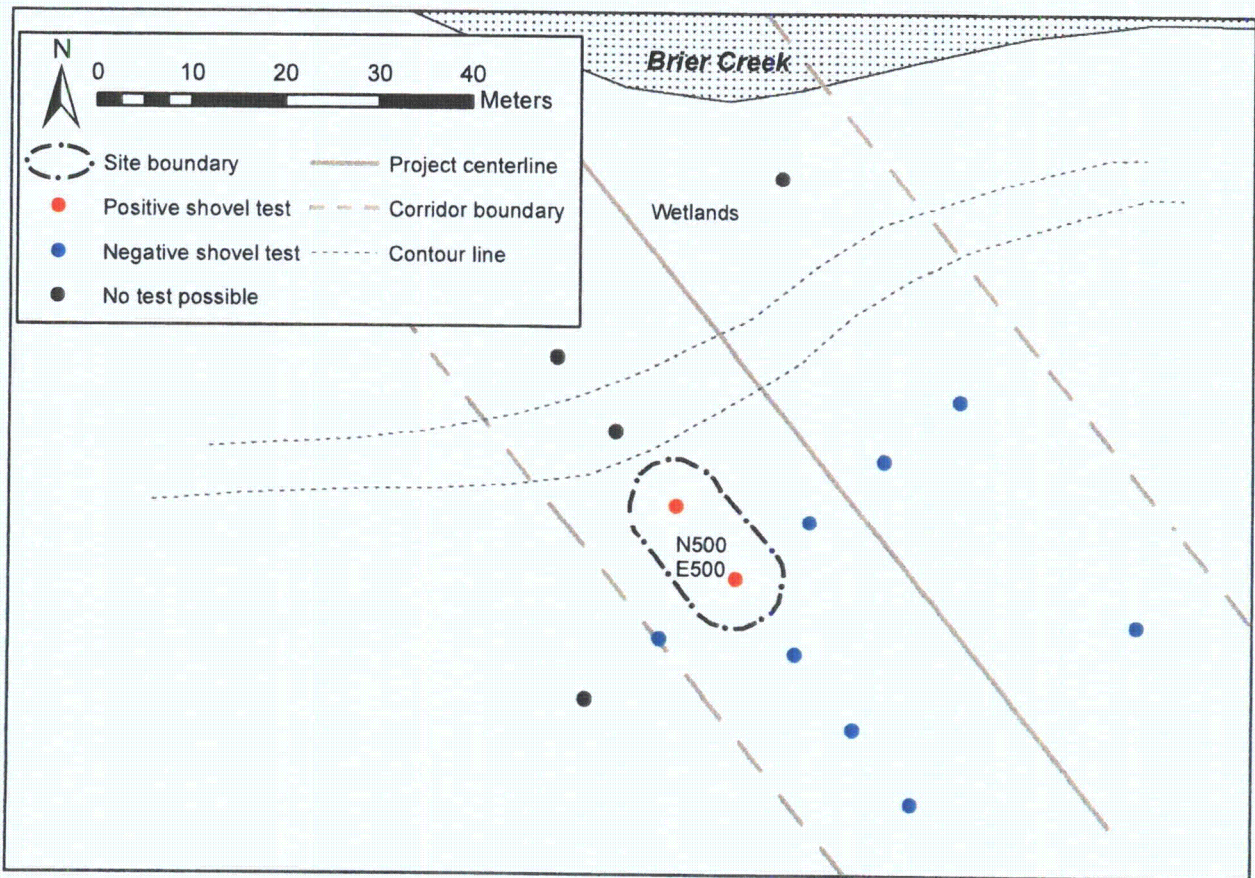 Brier Creek
N
0 10 20 30 40
Meters
Site boundary
Project centerline
Positive shovel test
Corridor boundary
Negative shovel test
Contour line
No test possible
Wetlands
N500
E500